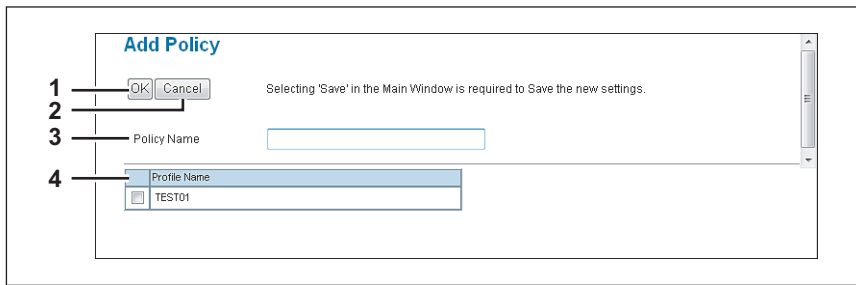 Add Policy
1 OK Cancel Selecting 'Save' in the Main Window is required to Save the new settings.
2
3 Policy Name
4 Profile Name
TEST01